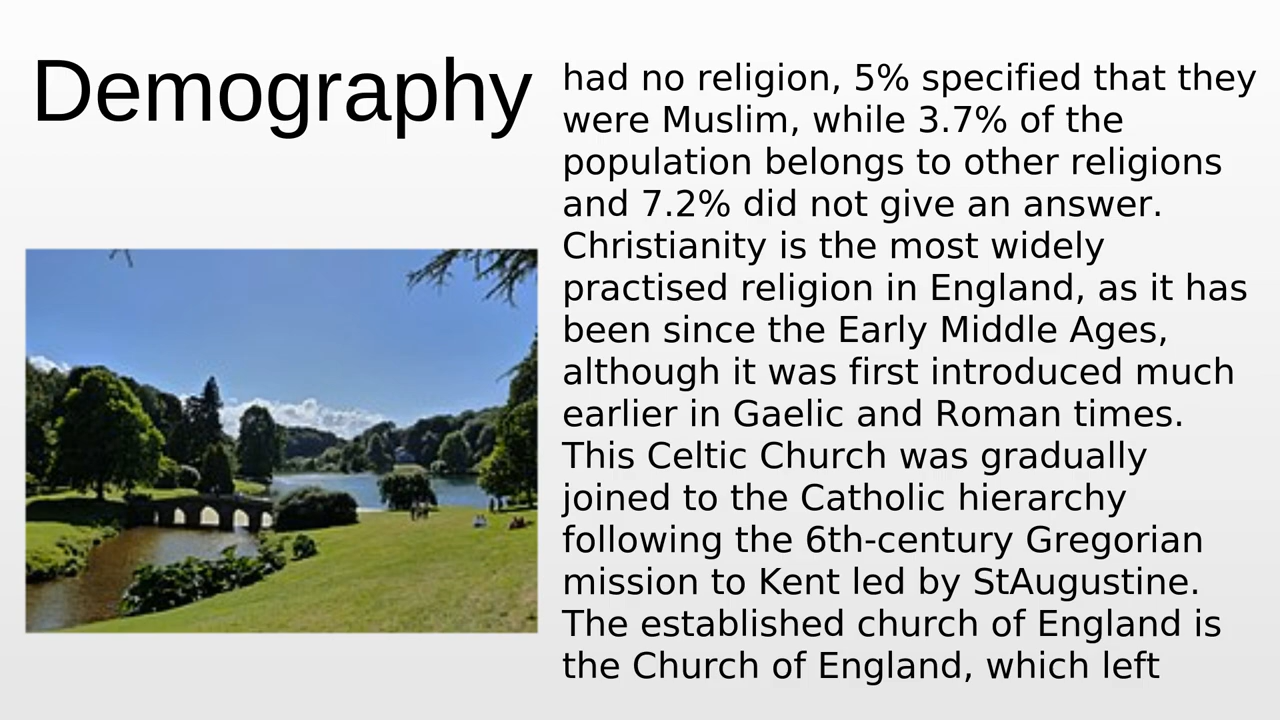 Demography
had no religion, 5% specified that they
were Muslim, while 3.7% of the
population belongs to other religions
and 7.2% did not give an answer.
Christianity is the most widely
practised religion in England, as it has
been since the Early Middle Ages,
although it was first introduced much
earlier in Gaelic and Roman times.
This Celtic Church was gradually
joined to the Catholic hierarchy
following the 6th-century Gregorian
mission to Kent led by StAugustine.
The established church of England is
the Church of England, which left